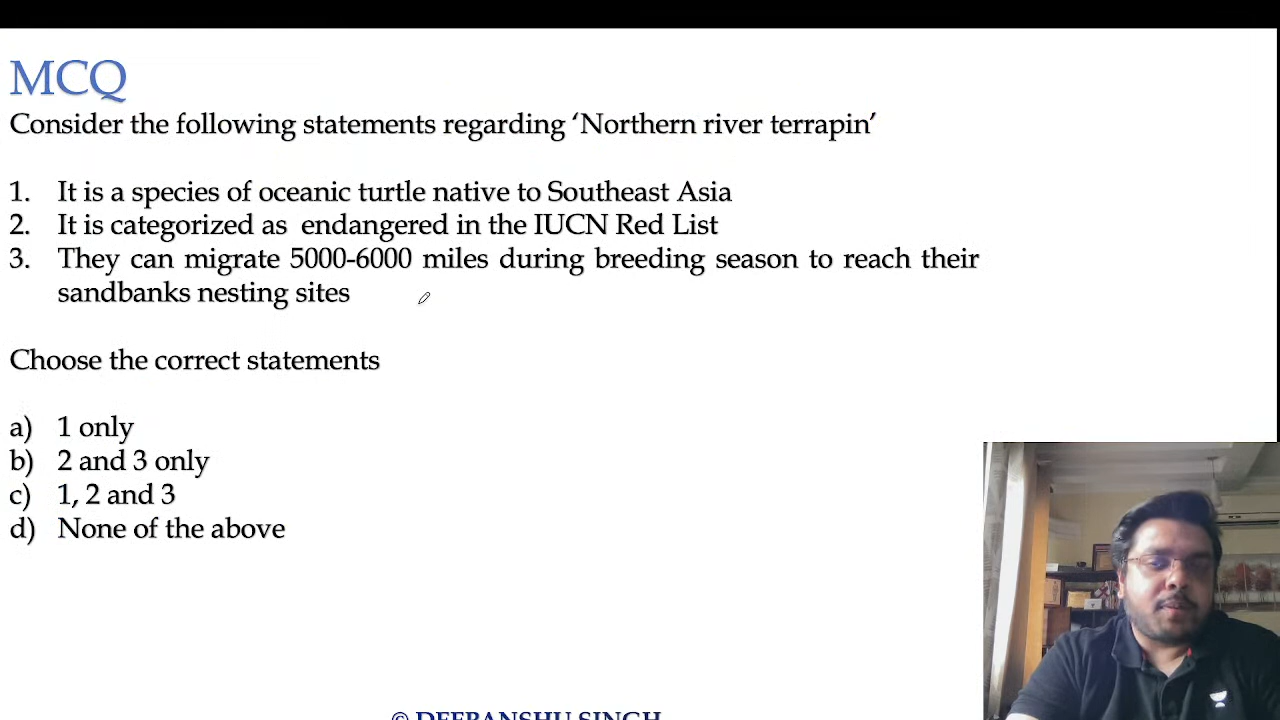 MCQ
Consider the following statements regarding ‘Northern river terrapin’
1. It is a species of oceanic turtle native to Southeast Asia
2. It is categorized as endangered in the IUCN Red List
3. They can migrate 5000-6000 miles during breeding season to reach their
sandbanks nesting sites
Choose the correct statements
a) 1 only
b) 2 and 3 only
c) 1, 2 and 3
d) None of the above
© DEEPANSHU SINGH